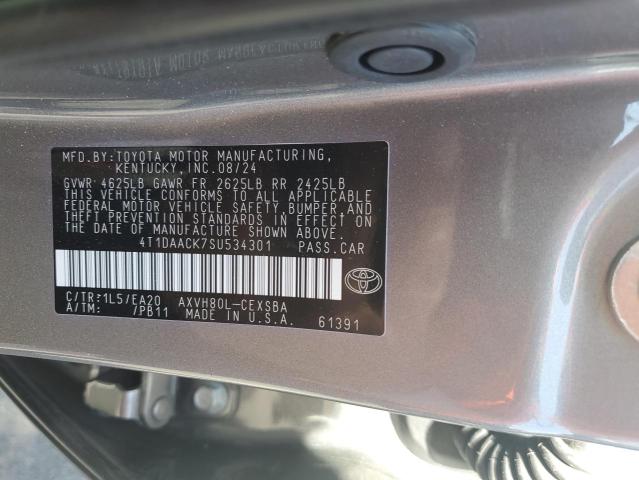 MFD.BY:TOYOTA MOTOR MANUFACTURING,
KENTUCKY,INC.08/24
GVWR 4625LB GAWR FR 2625LB RR 2425LB
THIS VEHICLE CONFORMS TO ALL APPLICABLE
FEDERAL MOTOR VEHICLE SAFETY,BUMPER, AND
THEFT PREVENTION STANDARDS IN EFFECT ON
THE DATE OF MANUFACTURE SHOWN ABOVE.
4T1DAACK7SU534301 PASS.CAR
C/TR:1L5/EA20 AXVH80L-CEXSBA
A/TM: /PB11 MADE IN U.S.A. 61391